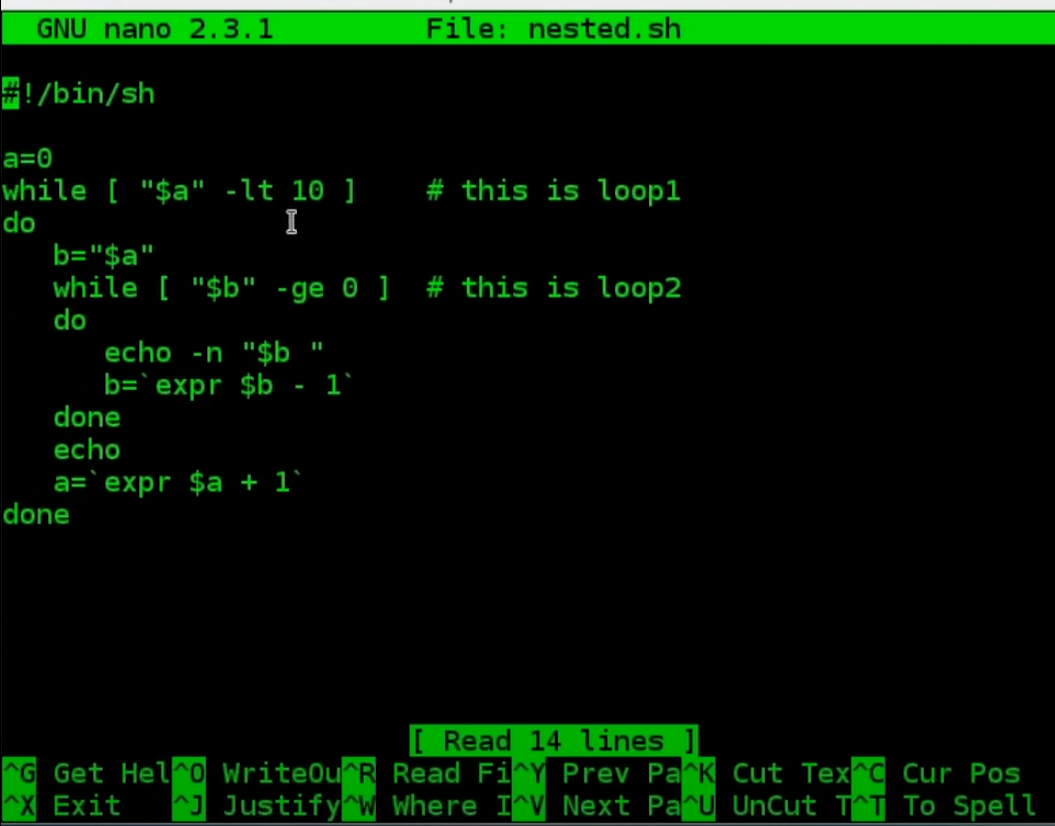 GNU nano 2.3.1 File: nested.sh
#!/bin/sh
a=0
while [ "$a" -lt 10 ] # this is loop1
do
b="$a"
while [ "$b" -ge 0 ] # this is loop2
do
echo -n "$b "
b=`expr $b - 1`
done
echo
a=`expr $a + 1`
done
[ Read 14 lines ]
^G Get Hel^O WriteOu^R Read Fi^Y Prev Pa^K Cut Tex^C Cur Pos
^X Exit ^J Justify^W Where I^V Next Pa^U UnCut T^T To Spell